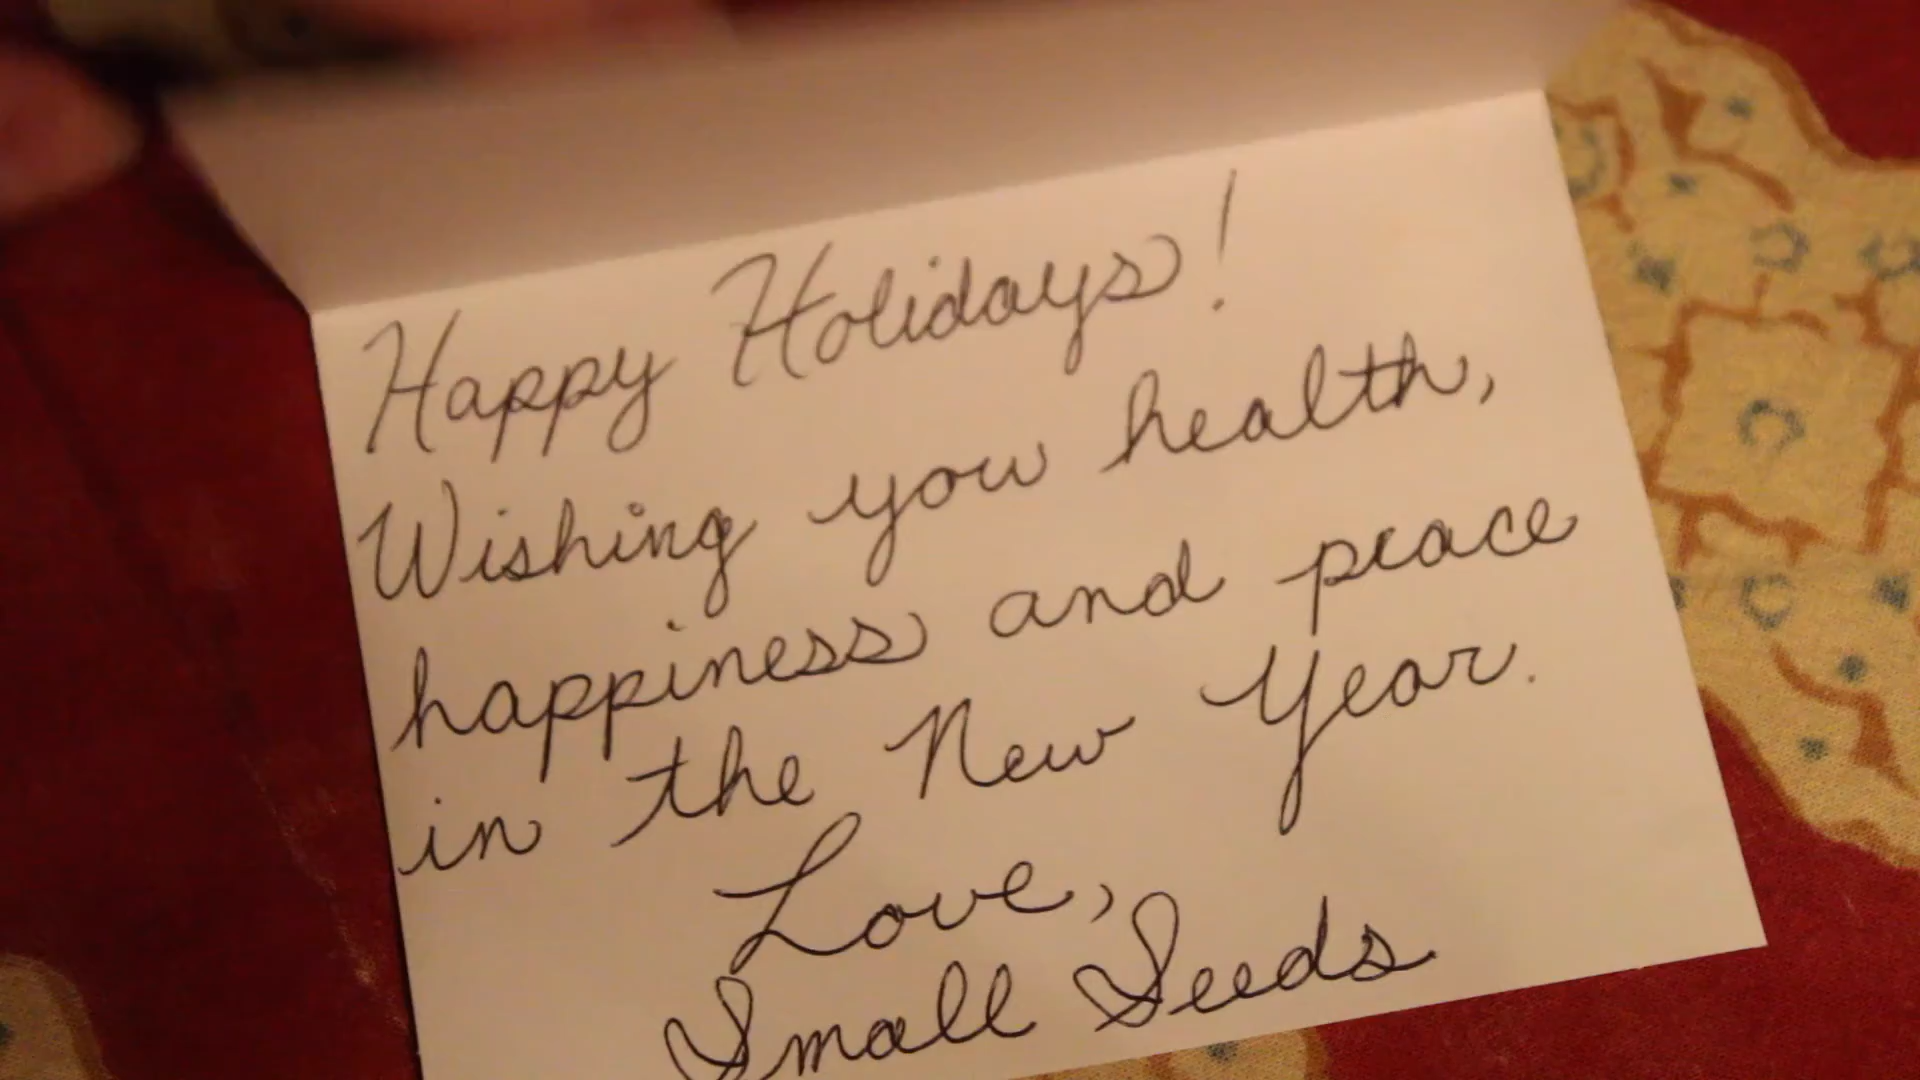 Happy Holidays!
Wishing you health,
happiness and peace
in the New Year.
Love,
Small Seeds